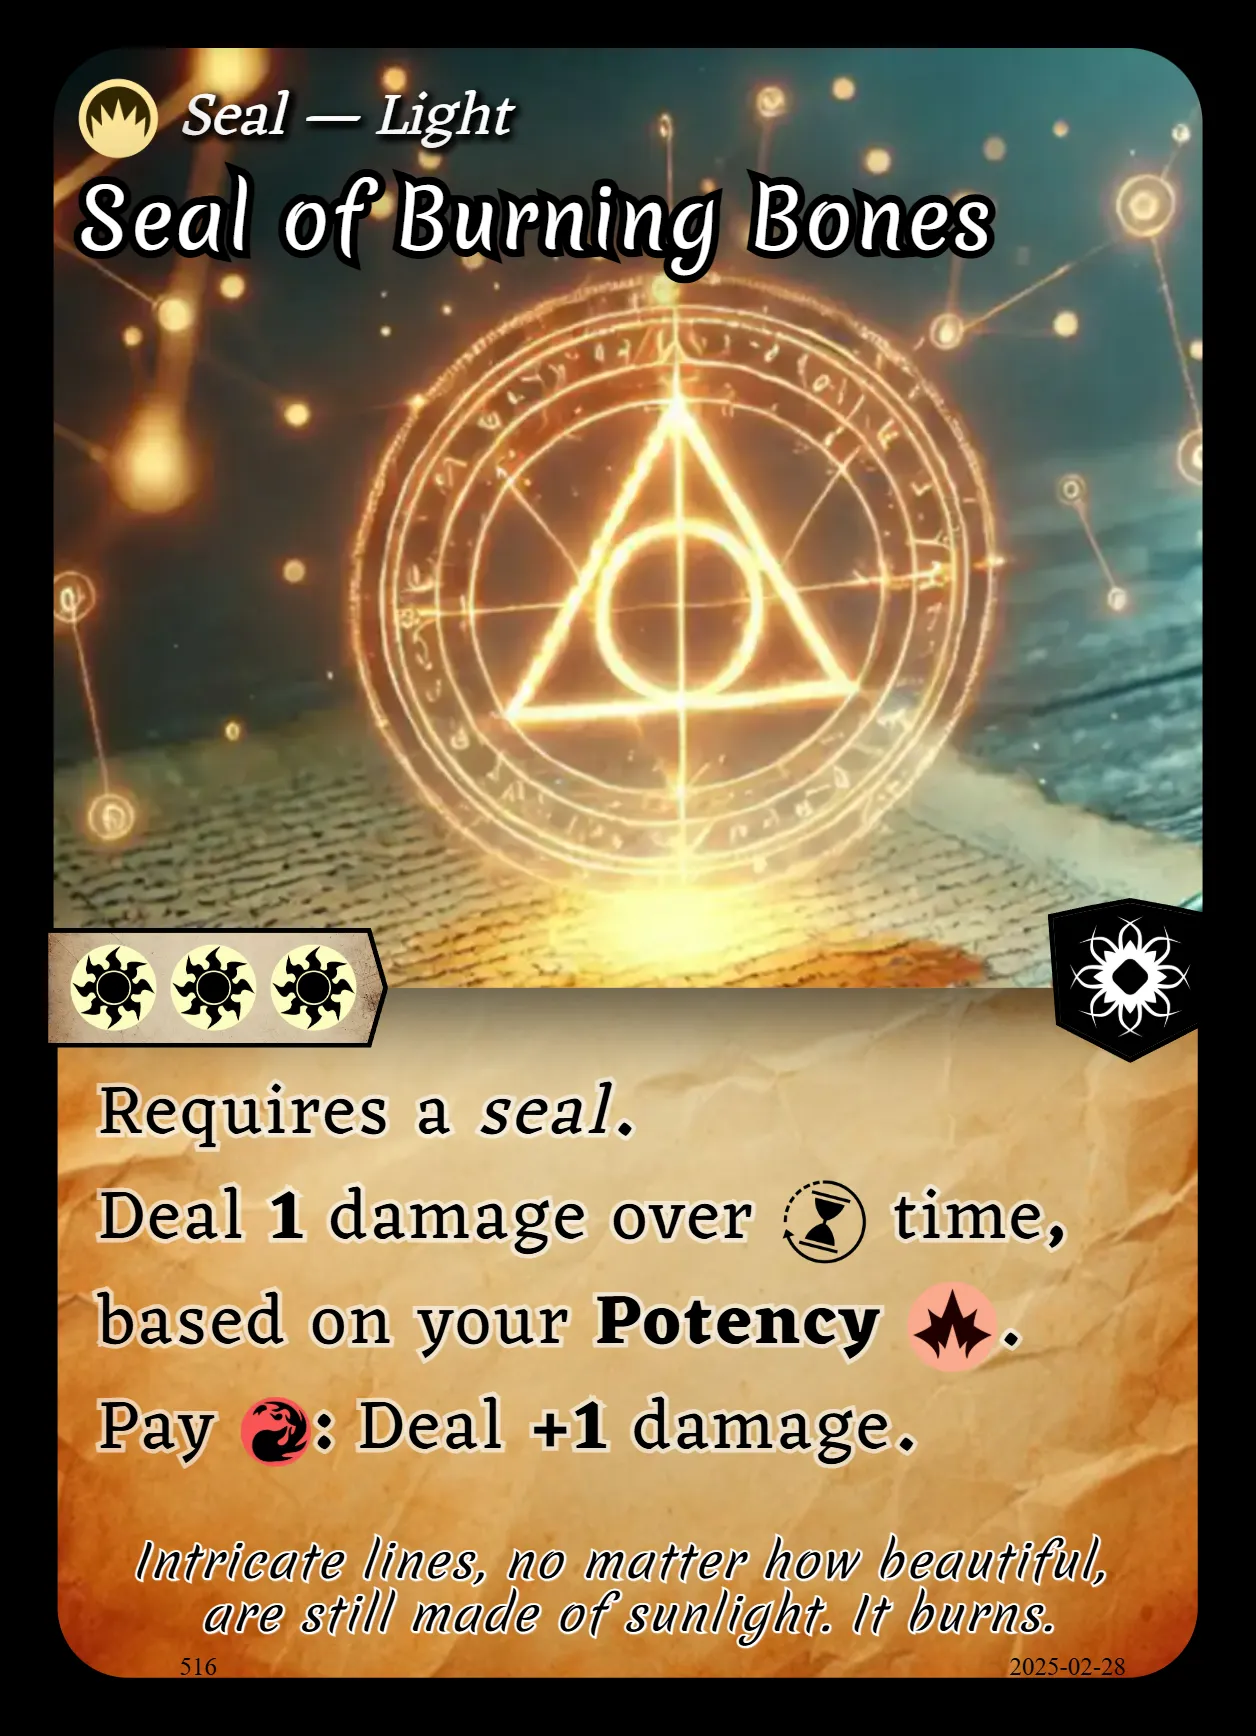 Seal — Light
Seal of Burning Bones
Requires a seal.
Deal 1 damage over time,
based on your Potency .
Pay : Deal +1 damage.
Intricate lines, no matter how beautiful,
are still made of sunlight. It burns.
516
2025-02-28